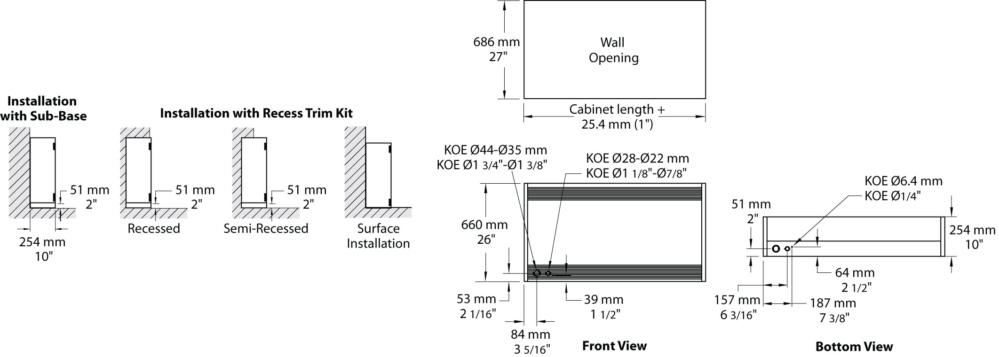 Installation
with Sub-Base
51 mm
2"
254 mm
10"
Installation with Recess Trim Kit
51 mm
2"
Recessed
51 mm
2"
Semi-Recessed
Surface
Installation
686 mm
27"
Wall
Opening
Cabinet length +
25.4 mm (1")
KOE Ø44-Ø35 mm
KOE Ø1 3/4"-Ø1 3/8"
KOE Ø28-Ø22 mm
KOE Ø1 1/8"-Ø7/8"
660 mm
26"
53 mm
2 1/16"
39 mm
1 1/2"
84 mm
3 5/16"
Front View
KOE Ø6.4 mm
KOE Ø1/4"
51 mm
2"
254 mm
10"
64 mm
2 1/2"
157 mm
6 3/16"
187 mm
7 3/8"
Bottom View